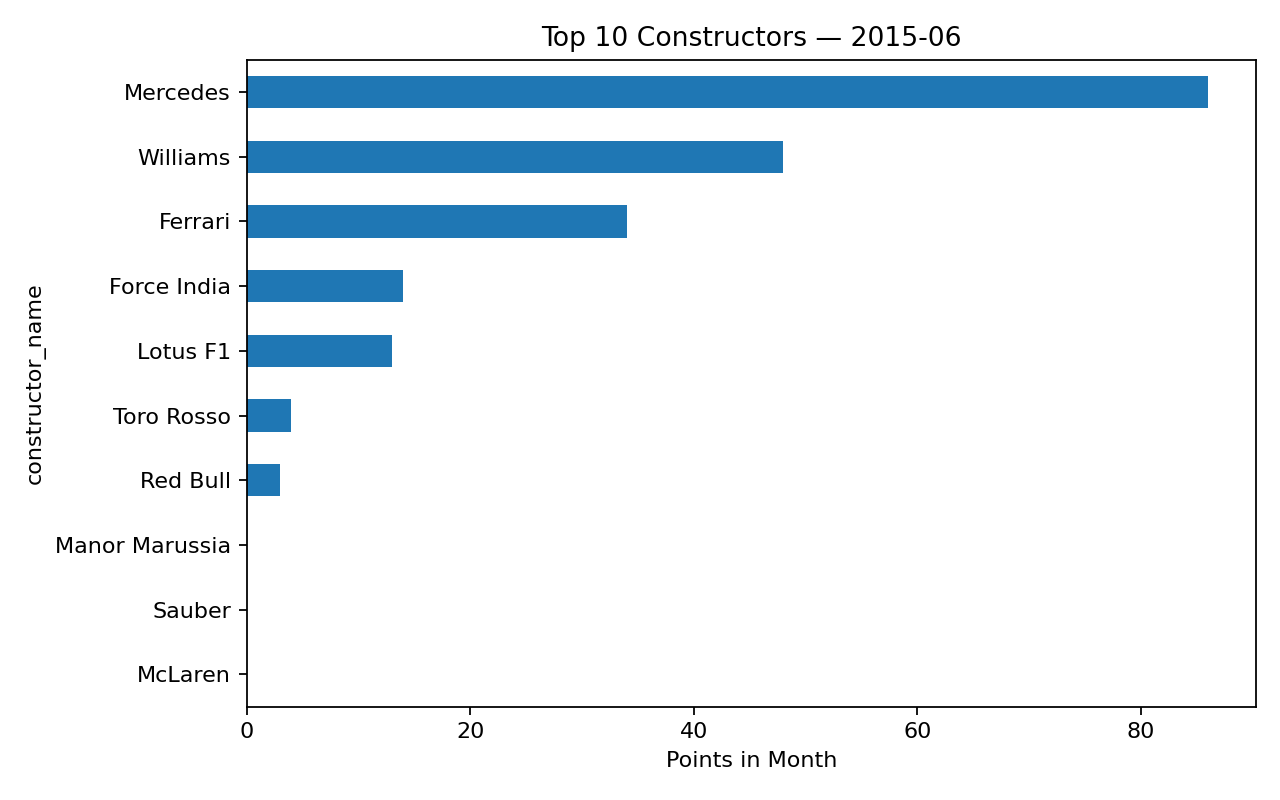 Top 10 Constructors — 2015-06
Mercedes
Williams
Ferrari
Force India
Lotus F1
Toro Rosso
Red Bull
Manor Marussia
Sauber
McLaren
constructor_name
0 20 40 60 80
Points in Month